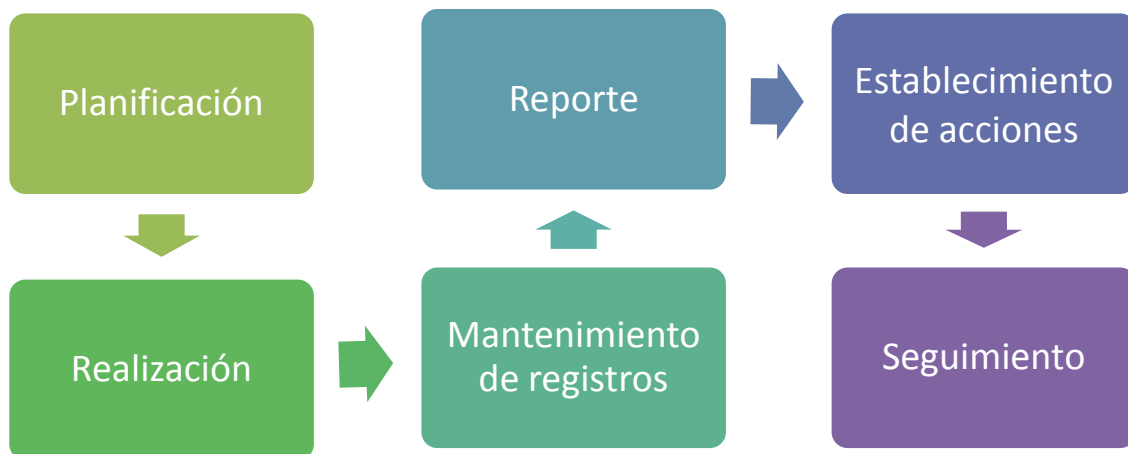 Planificación
Realización
Mantenimiento
de registros
Reporte
Establecimiento
de acciones
Seguimiento